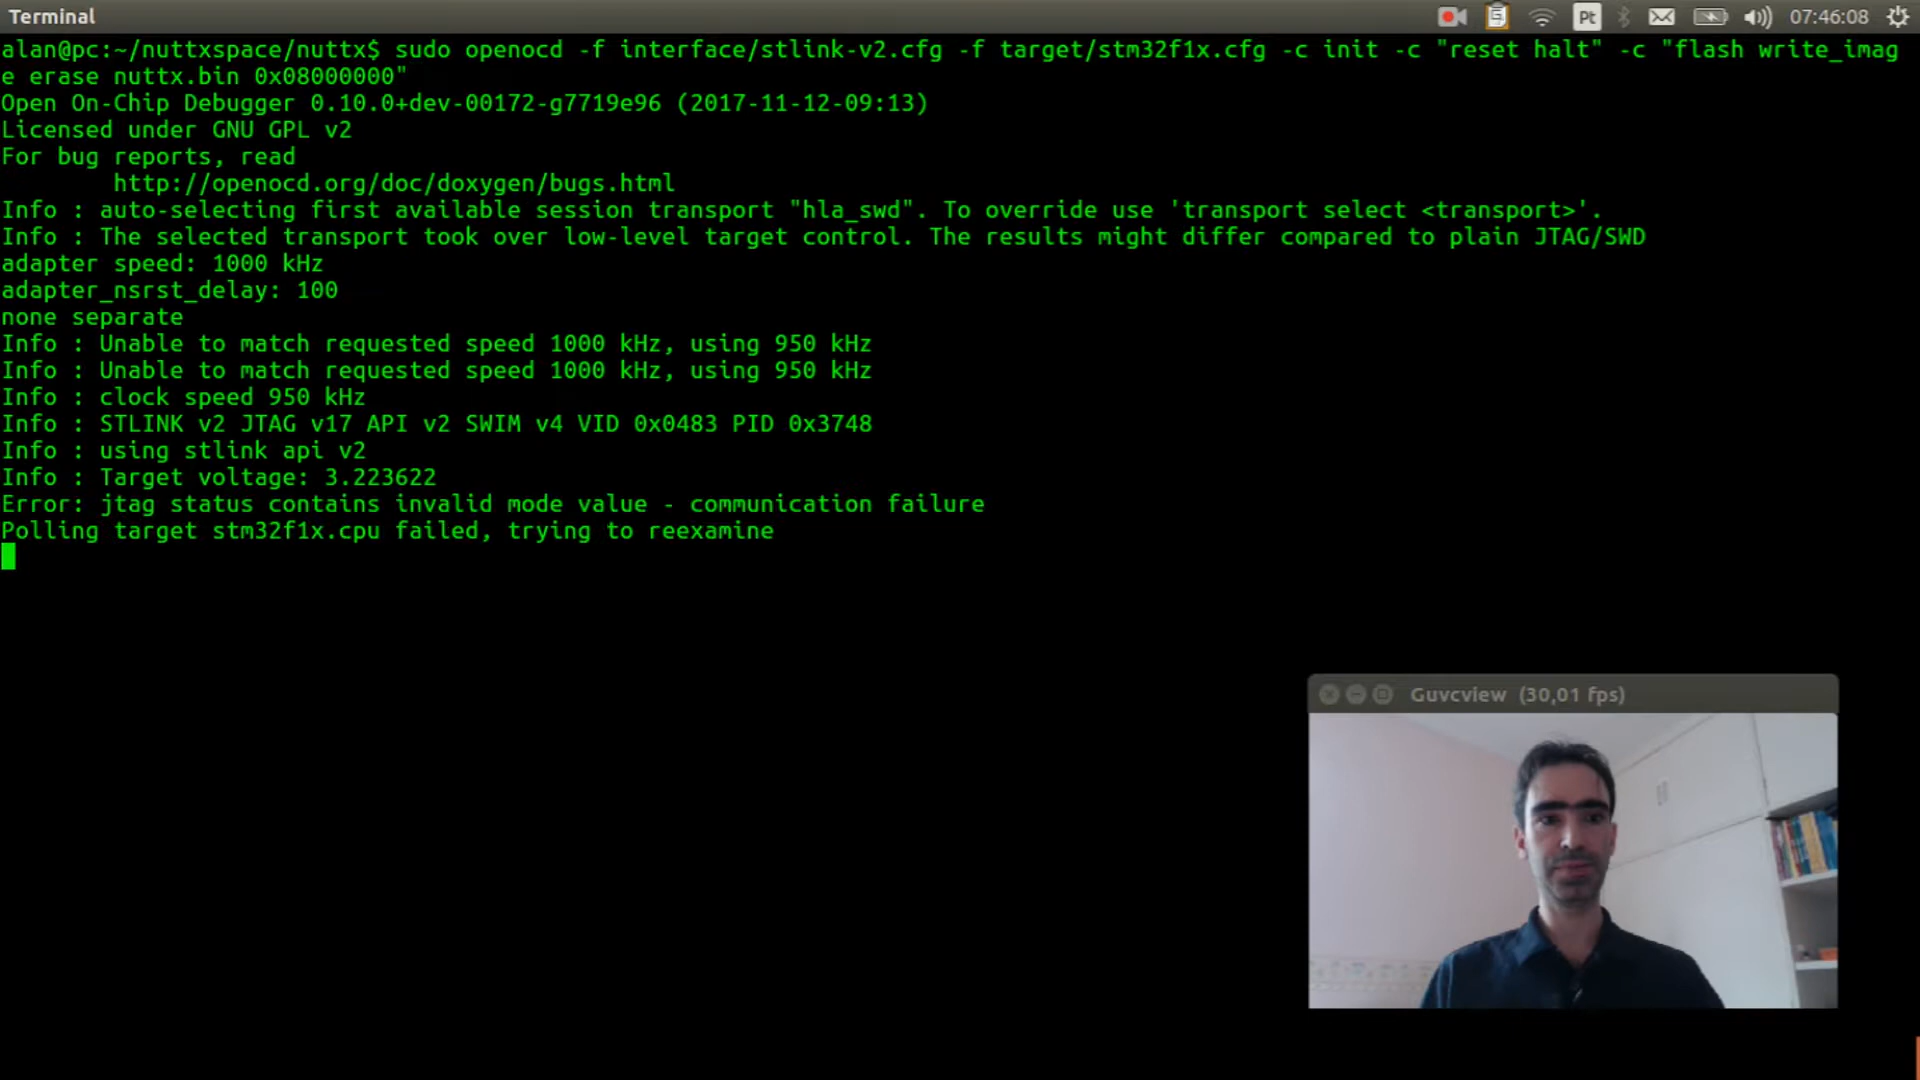 Terminal
Pt
07:46:08
alan@pc:~/nuttxspace/nuttx$ sudo openocd -f interface/stlink-v2.cfg -f target/stm32f1x.cfg -c init -c "reset halt" -c "flash write_imag
e erase nuttx.bin 0x08000000"
Open On-Chip Debugger 0.10.0+dev-00172-g7719e96 (2017-11-12-09:13)
Licensed under GNU GPL v2
For bug reports, read
http://openocd.org/doc/doxygen/bugs.html
Info : auto-selecting first available session transport "hla_swd". To override use 'transport select <transport>'.
Info : The selected transport took over low-level target control. The results might differ compared to plain JTAG/SWD
adapter speed: 1000 kHz
adapter_nsrst_delay: 100
none separate
Info : Unable to match requested speed 1000 kHz, using 950 kHz
Info : Unable to match requested speed 1000 kHz, using 950 kHz
Info : clock speed 950 kHz
Info : STLINK v2 JTAG v17 API v2 SWIM v4 VID 0x0483 PID 0x3748
Info : using stlink api v2
Info : Target voltage: 3.223622
Error: jtag status contains invalid mode value - communication failure
Polling target stm32f1x.cpu failed, trying to reexamine
Guvcview (30,01 fps)